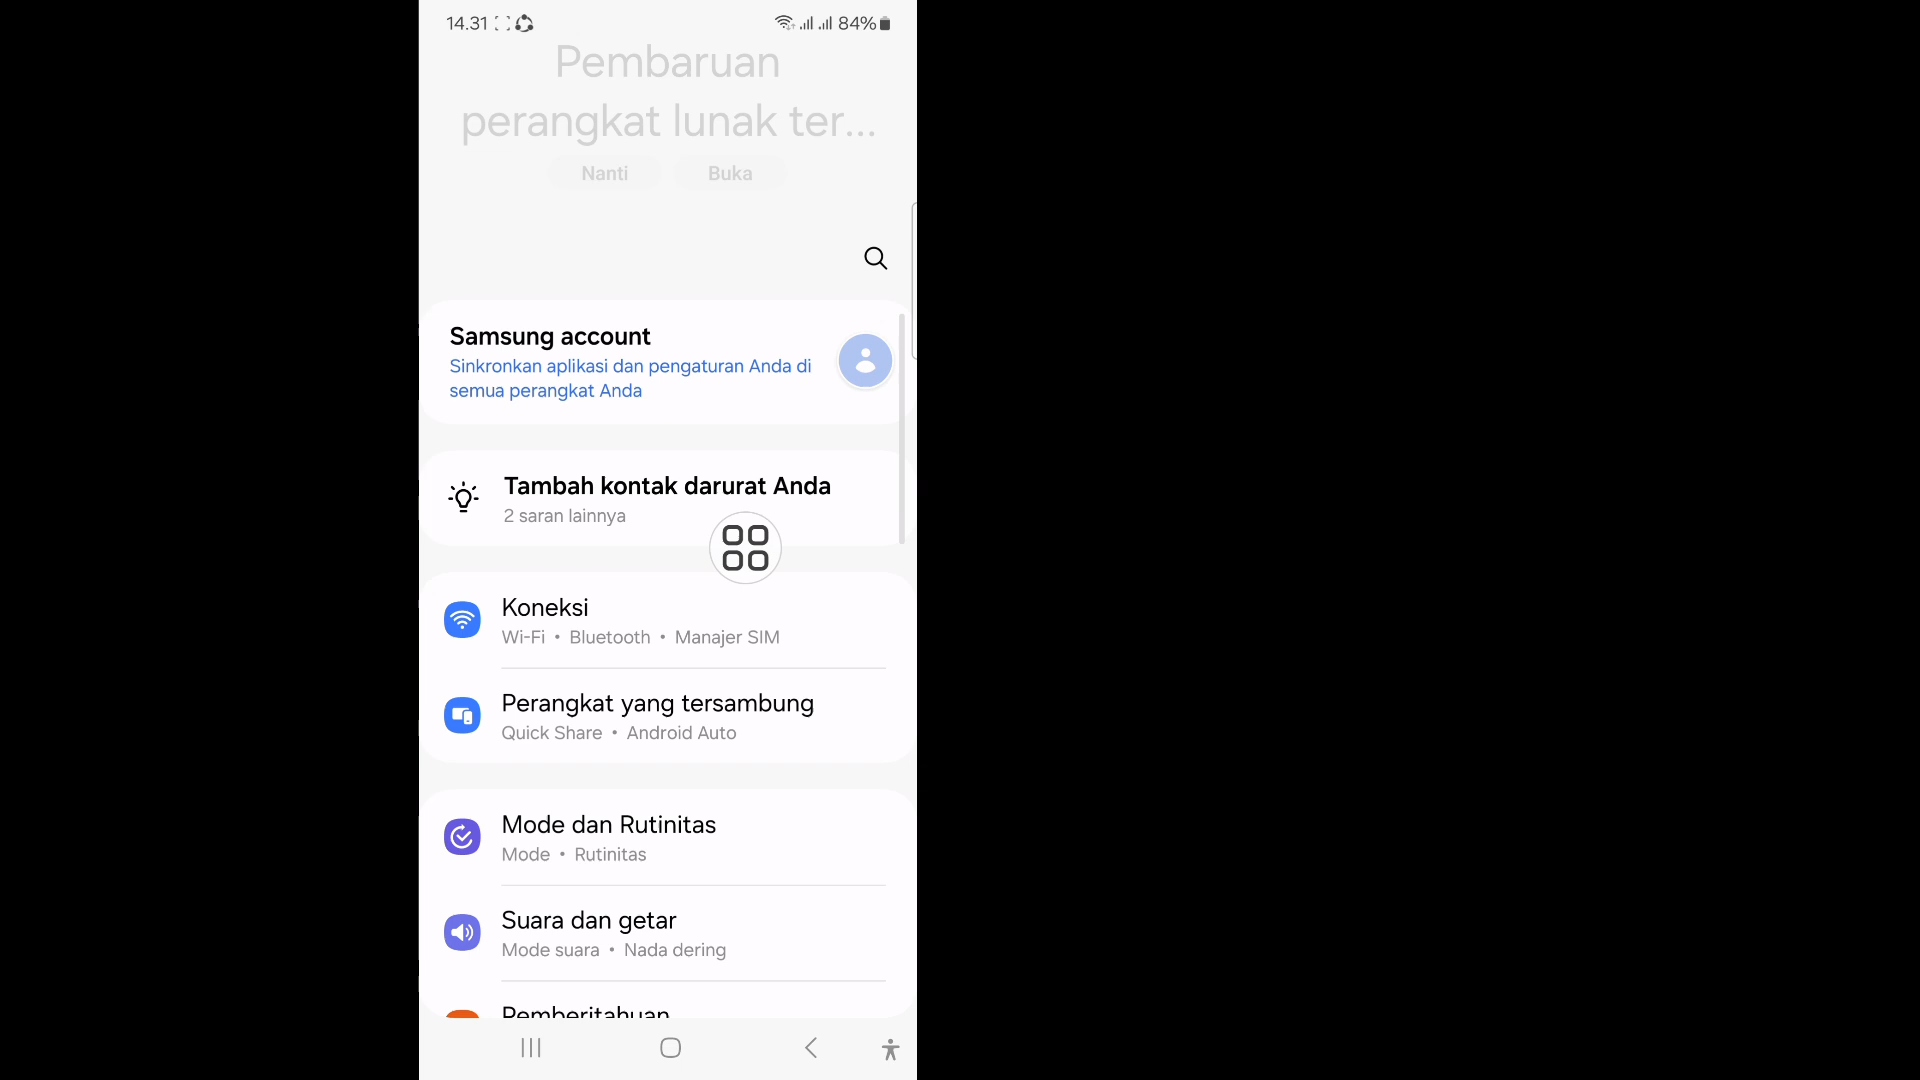 14.31
84%
Pembaruan
perangkat lunak ter...
Nanti
Buka
Samsung account
Sinkronkan aplikasi dan pengaturan Anda di
semua perangkat Anda
Tambah kontak darurat Anda
2 saran lainnya
Koneksi
Wi-Fi • Bluetooth • Manajer SIM
Perangkat yang tersambung
Quick Share • Android Auto
Mode dan Rutinitas
Mode • Rutinitas
Suara dan getar
Mode suara • Nada dering
Pemberitahuan